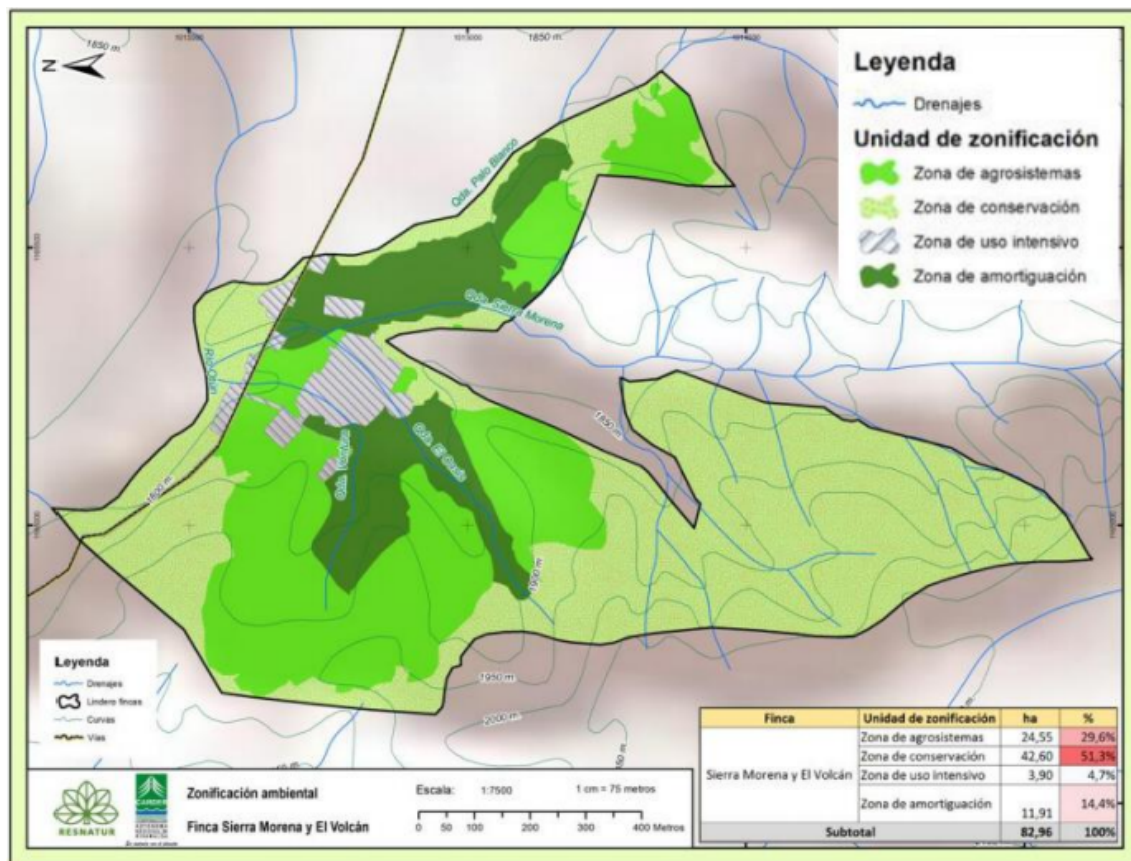 1850 m.
1850 m.
N
Leyenda
Drenajes
Unidad de zonificación
Zona de agrosistemas
Zona de conservación
Zona de uso intensivo
Zona de amortiguación
Qda. Palo Blanco
Qda. Sierra Morena
Río Otún
1850 m.
Qda. El Oasis
1800 m.
1900 m.
1950 m.
2000 m.
Leyenda
Drenajes
Lindero fincas
Curvas
Vías
Finca Unidad de zonificación ha %
Zona de agrosistemas 24,55 29,6%
Zona de conservación 42,60 51,3%
Sierra Morena y El Volcán Zona de uso intensivo 3,90 4,7%
Zona de amortiguación 11,91 14,4%
Subtotal 82,96 100%
RESNATUR
CARDER
Zonificación ambiental
Finca Sierra Morena y El Volcán
Escala: 1:7500 1 cm = 75 metros
0 50 100 200 300 400 Metros